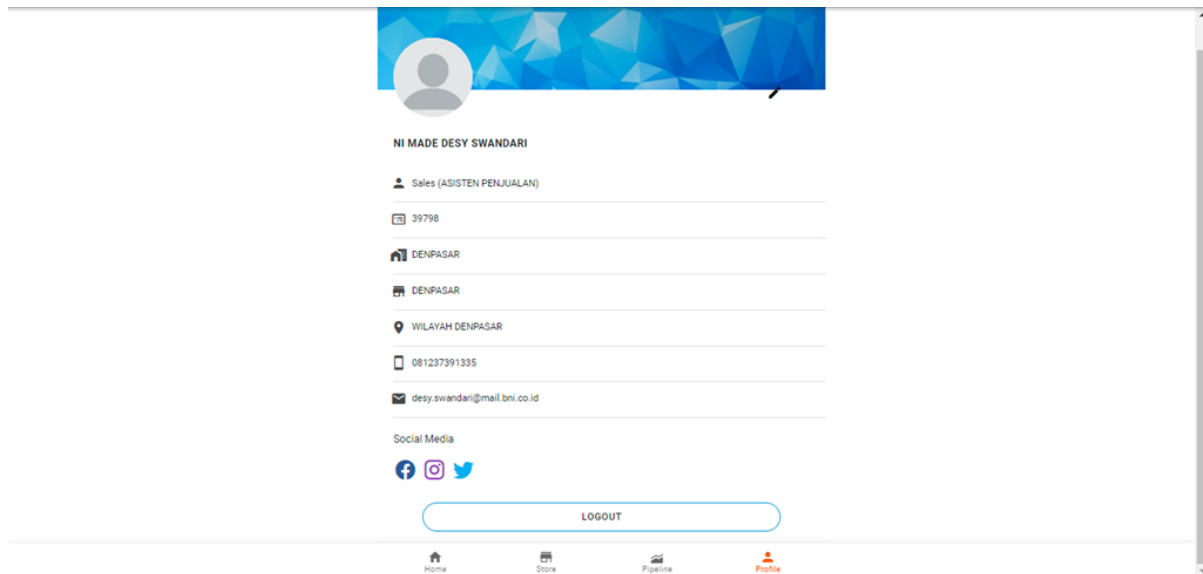 NI MADE DESY SWANDARI
Sales (ASISTEN PENJUALAN)
39798
DENPASAR
DENPASAR
WILAYAH DENPASAR
081237391335
desy.swandari@mail.bni.co.id
Social Media
LOGOUT
Home Store Pipeline Profile